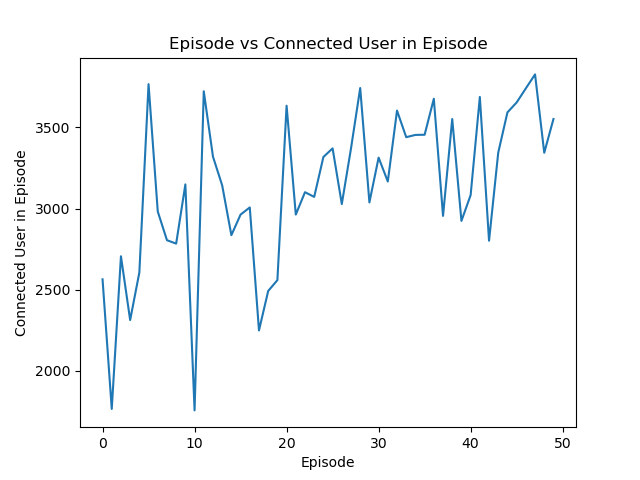 Episode vs Connected User in Episode
Connected User in Episode
3500
3000
2500
2000
0 10 20 30 40 50
Episode